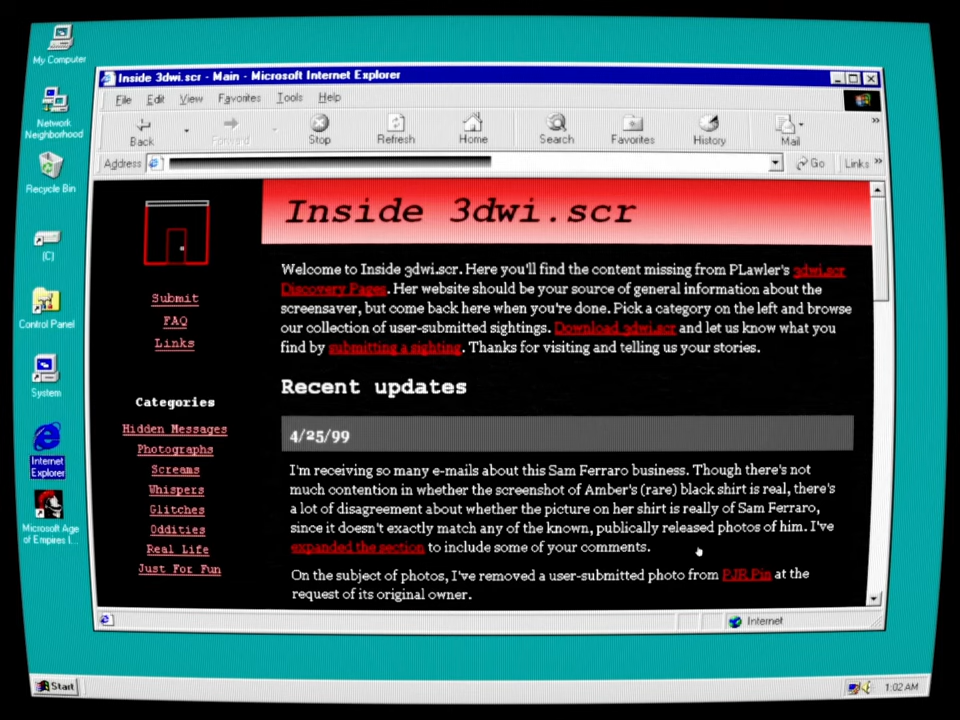 My Computer
Network
Neighborhood
Recycle Bin
(C)
Control Panel
System
Internet
Explorer
Microsoft Age
of Empires I...
Inside 3dwi.scr - Main - Microsoft Internet Explorer
File Edit View Favorites Tools Help
Back Forward Stop Refresh Home Search Favorites History Mail »
Address Go Links »
Inside 3dwi.scr
Submit
FAQ
Links
Categories
Hidden Messages
Photographs
Screams
Whispers
Glitches
Oddities
Real Life
Just For Fun
Welcome to Inside 3dwi.scr. Here you'll find the content missing from PLawler's 3dwi.scr
Discovery Pages. Her website should be your source of general information about the
screensaver, but come back here when you're done. Pick a category on the left and browse
our collection of user-submitted sightings. Download 3dwi.scr and let us know what you
find by submitting a sighting. Thanks for visiting and telling us your stories.
Recent updates
4/25/99
I'm receiving so many e-mails about this Sam Ferraro business. Though there's not
much contention in whether the screenshot of Amber's (rare) black shirt is real, there's
a lot of disagreement about whether the picture on her shirt is really of Sam Ferraro,
since it doesn't exactly match any of the known, publically released photos of him. I've
expanded the section to include some of your comments.
On the subject of photos, I've removed a user-submitted photo from PJR Pin at the
request of its original owner.
Internet
Start
1:02 AM